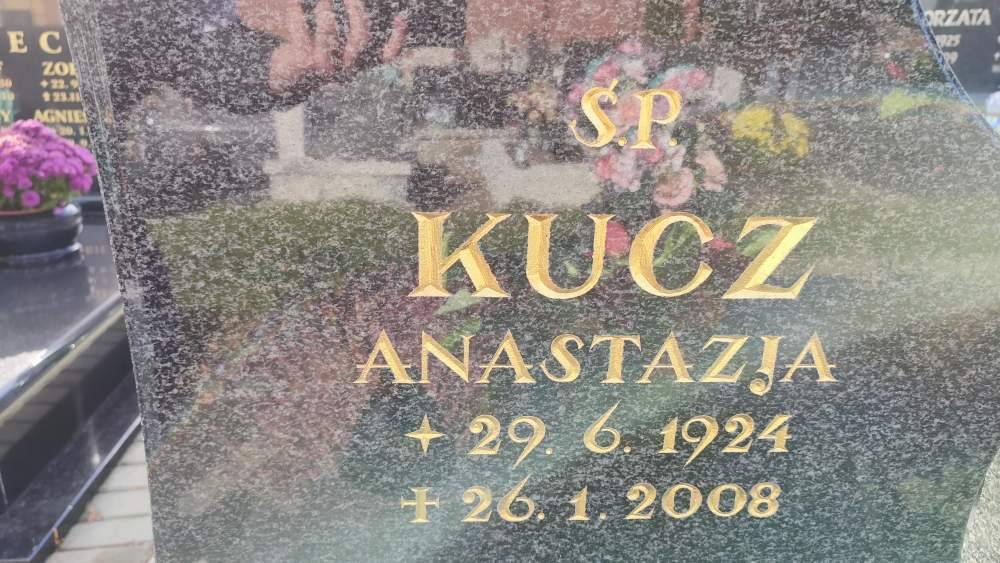 Ś.P.
KUCZ
ANASTAZJA
29. 6. 1924
26. 1. 2008